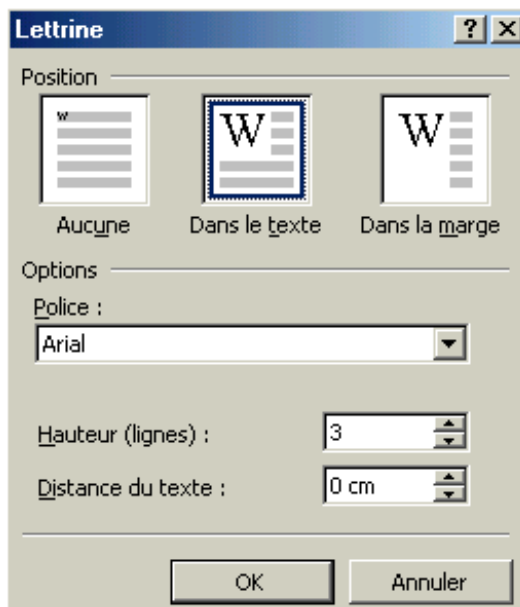 Lettrine
Position
W W W
Aucune Dans le texte Dans la marge
Options
Police :
Arial
Hauteur (lignes) : 3
Distance du texte : 0 cm
OK Annuler